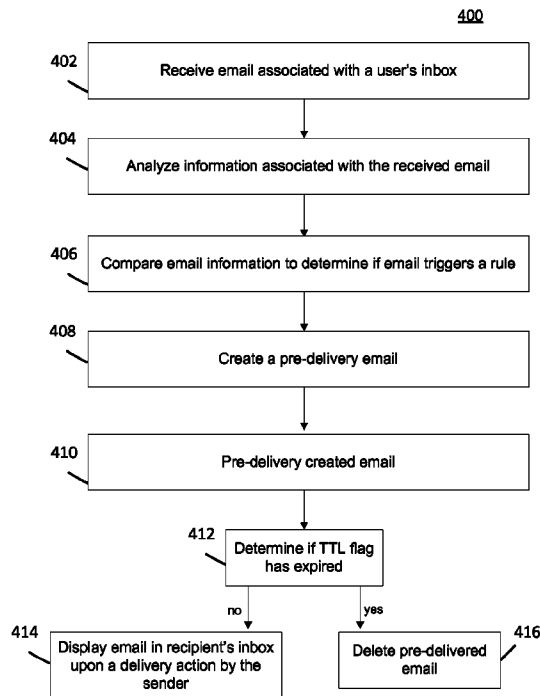 400
402
Receive email associated with a user's inbox
404
Analyze information associated with the received email
406
Compare email information to determine if email triggers a rule
408
Create a pre-delivery email
410
Pre-delivery created email
412
Determine if TTL flag
has expired
no
yes
414
Display email in recipient's inbox
upon a delivery action by the
sender
Delete pre-delivered
email
416